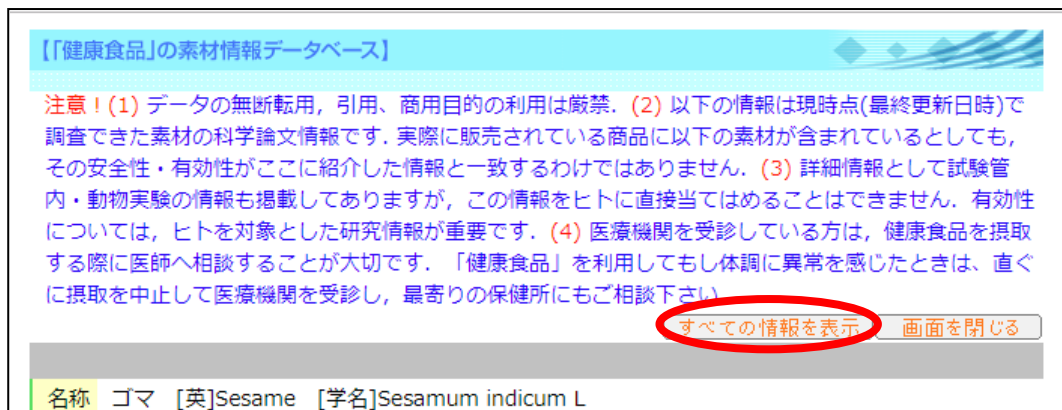 【「健康食品」の素材情報データベース】
注意！(1) データの無断転用，引用、商用目的の利用は厳禁．(2) 以下の情報は現時点(最終更新日時)で
調査できた素材の科学論文情報です．実際に販売されている商品に以下の素材が含まれているとしても，
その安全性・有効性がここに紹介した情報と一致するわけではありません．(3) 詳細情報として試験管
内・動物実験の情報も掲載してありますが，この情報をヒトに直接当てはめることはできません．有効性
については，ヒトを対象とした研究情報が重要です．(4) 医療機関を受診している方は，健康食品を摂取
する際に医師へ相談することが大切です．「健康食品」を利用してもし体調に異常を感じたときは、直ぐ
に摂取を中止して医療機関を受診し，最寄りの保健所にもご相談下さい
すべての情報を表示 画面を閉じる
名称 ゴマ [英]Sesame [学名]Sesamum indicum L